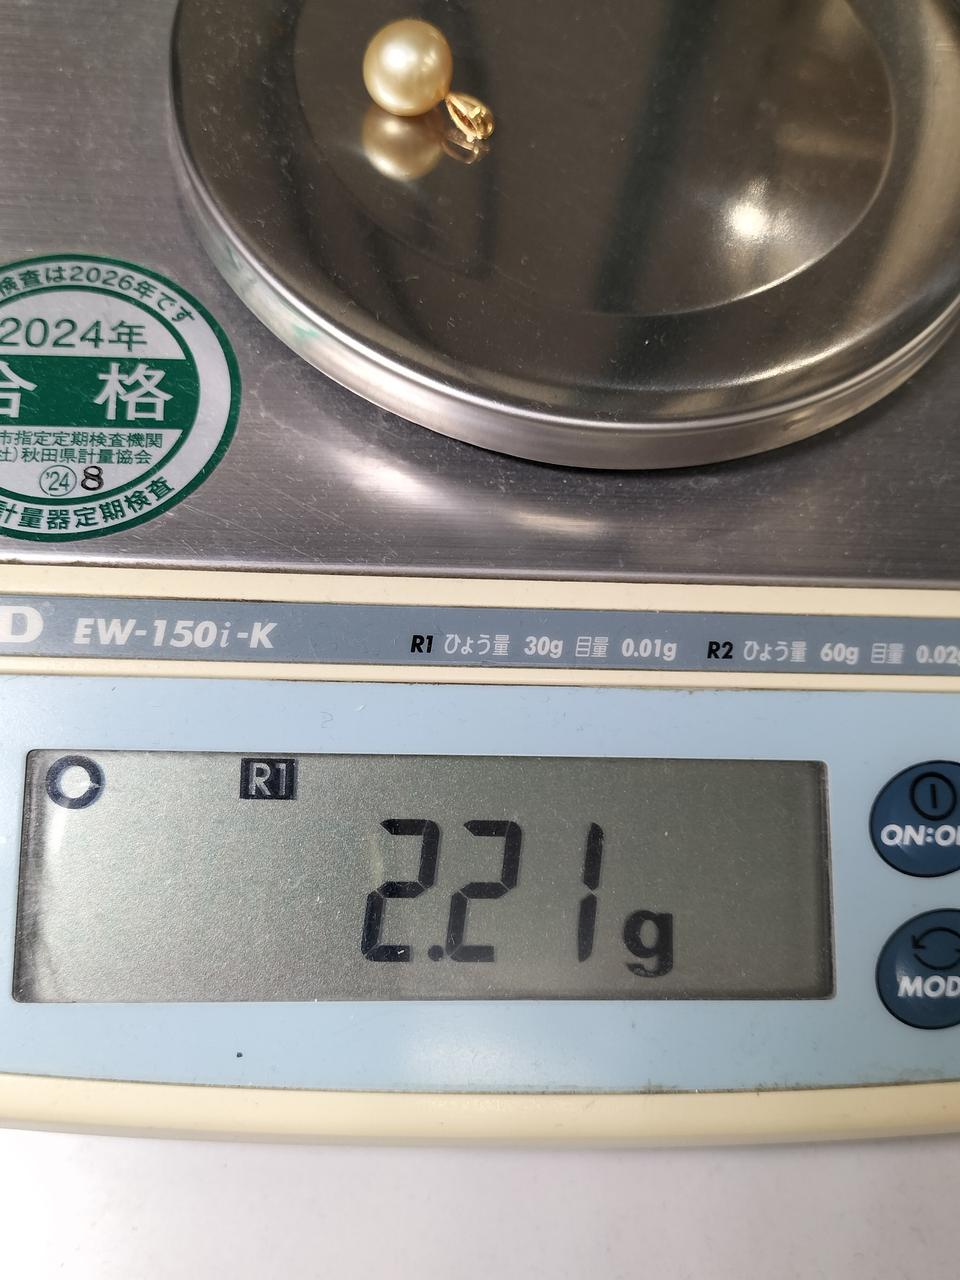 検査は2026年です
2024年
合格
市指定定期検査機関
社)秋田県計量協会
'24 8
計量器定期検査
D EW-150i-K R1 ひょう量 30g 目量 0.01g R2 ひょう量 60g 目量 0.02g
R1
2.21g
ON:O
MOD